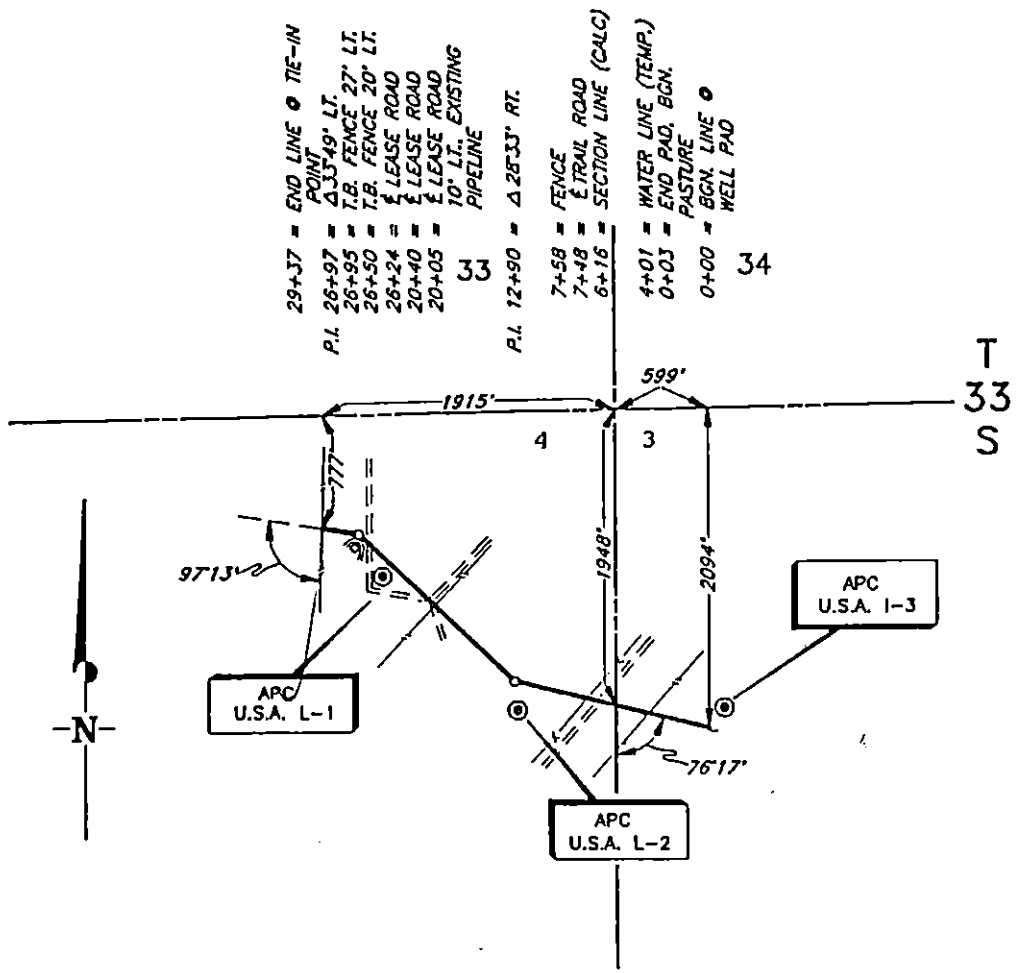 29+37 = END LINE @ TIE-IN
POINT
P.I. 26+97 = Δ33°49' LT.
26+95 = T.B. FENCE 27' LT.
26+50 = T.B. FENCE 20' LT.
26+24 = ℄ LEASE ROAD
20+40 = ℄ LEASE ROAD
20+05 = ℄ LEASE ROAD
10' LT., EXISTING
PIPELINE
P.I. 12+90 = Δ28°33' RT.
7+58 = FENCE
7+48 = ℄ TRAIL ROAD
6+16 = SECTION LINE (CALC)
4+01 = WATER LINE (TEMP.)
0+03 = END PAD, BGN.
PASTURE
0+00 = BGN. LINE @
WELL PAD
33
34
T
33
S
1915'
599'
4
3
777
1948'
2094'
97°13'
APC
U.S.A. I-3
APC
U.S.A. L-1
-N-
76°17'
APC
U.S.A. L-2